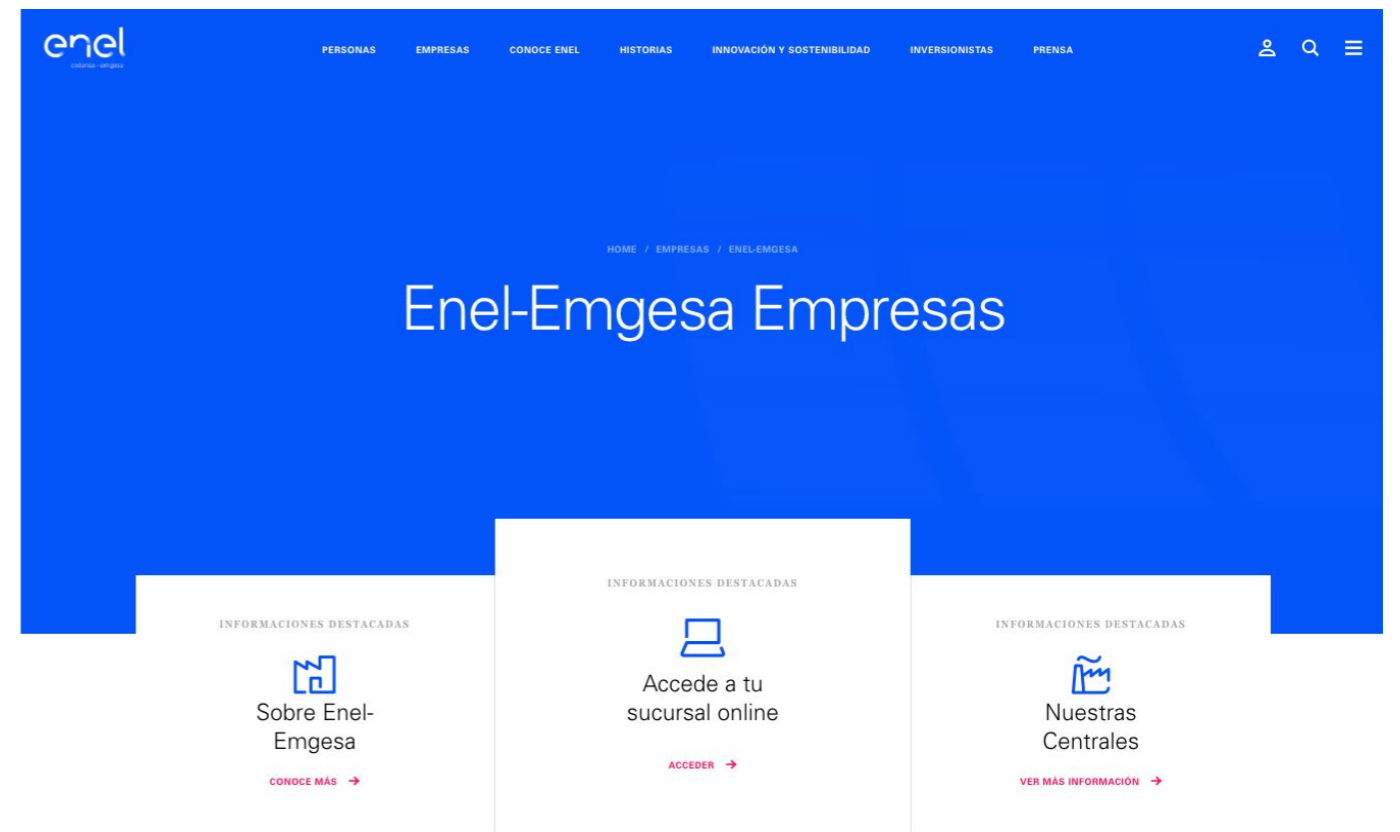 enel
codensa - emgesa
PERSONAS EMPRESAS CONOCE ENEL HISTORIAS INNOVACIÓN Y SOSTENIBILIDAD INVERSIONISTAS PRENSA
HOME / EMPRESAS / ENEL-EMGESA
Enel-Emgesa Empresas
INFORMACIONES DESTACADAS
Sobre Enel-
Emgesa
CONOCE MÁS
INFORMACIONES DESTACADAS
Accede a tu
sucursal online
ACCEDER
INFORMACIONES DESTACADAS
Nuestras
Centrales
VER MÁS INFORMACIÓN